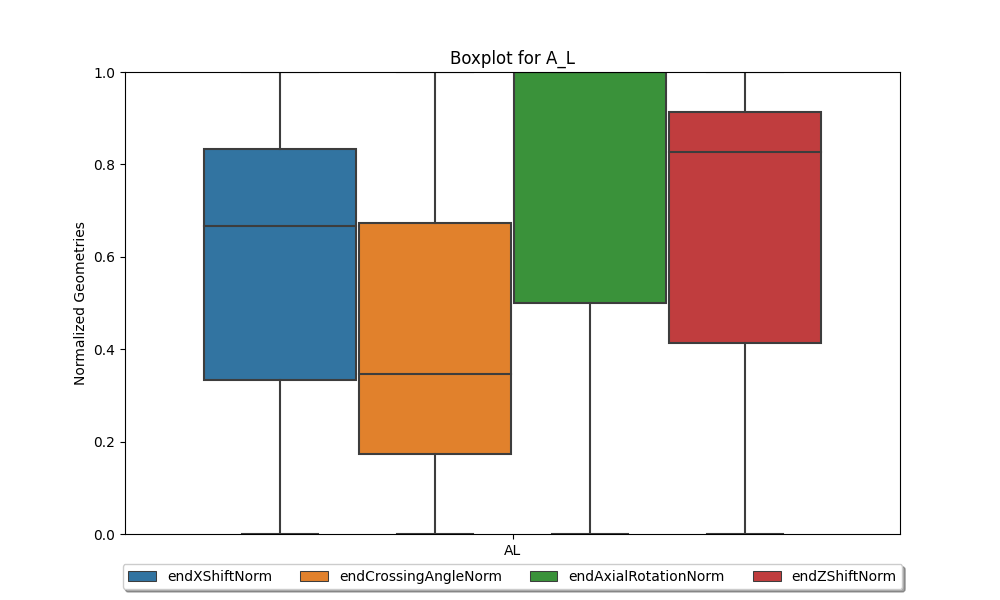 Boxplot for A_L
Normalized Geometries
1.0
0.8
0.6
0.4
0.2
0.0
AL
endXShiftNorm endCrossingAngleNorm endAxialRotationNorm endZShiftNorm